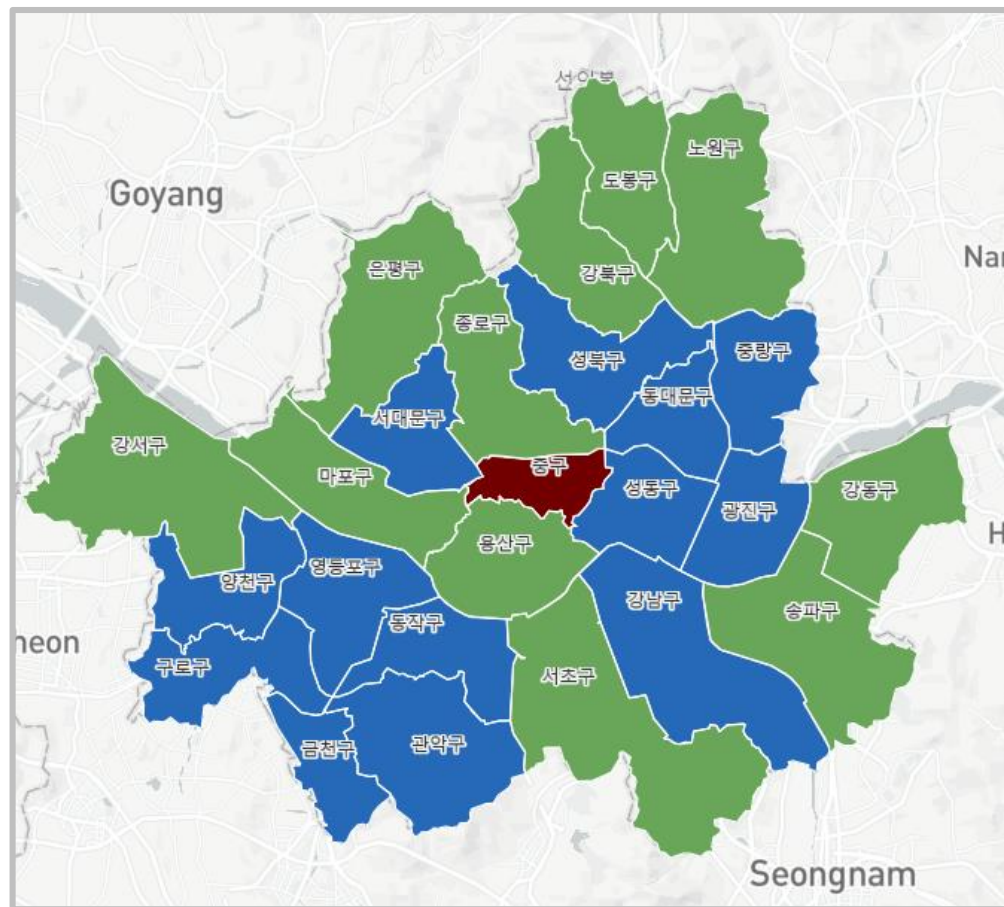 노원구
도봉구
Goyang
은평구
강북구
종로구
성북구
중랑구
동대문구
서대문구
강서구
마포구
중구
성동구
광진구
강동구
용산구
양천구
영등포구
강남구
동작구
송파구
구로구
서초구
금천구
관악구
Seongnam